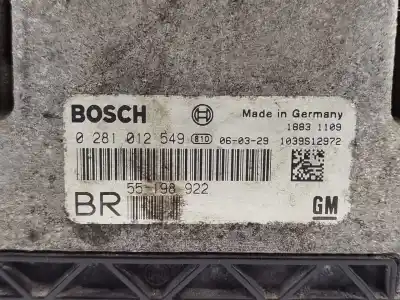 BOSCH
Made in Germany
1883 1109
0 281 012 549 B10 06-03-29 1039S12972
55 198 922
BR
GM